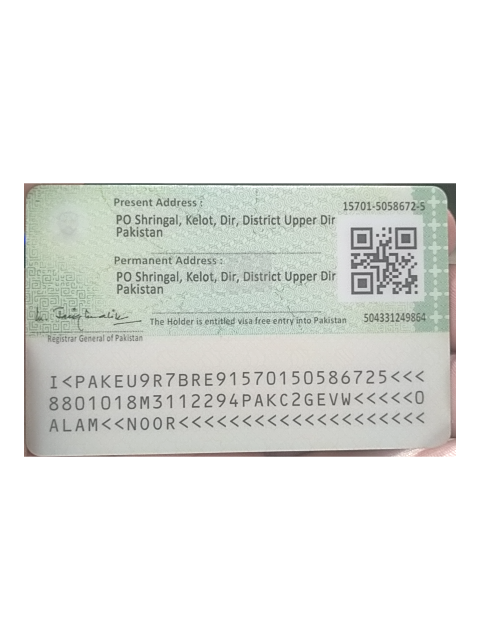 Present Address :
15701-5058672-5
PO Shringal, Kelot, Dir, District Upper Dir
Pakistan
Permanent Address :
PO Shringal, Kelot, Dir, District Upper Dir
Pakistan
The Holder is entitled visa free entry into Pakistan
504331249864
Registrar General of Pakistan
I<PAKEU9R7BRE91570150586725<<<
8801018M3112294PAKC2GEVW<<<<<0
ALAM<<NOOR<<<<<<<<<<<<<<<<<<<<